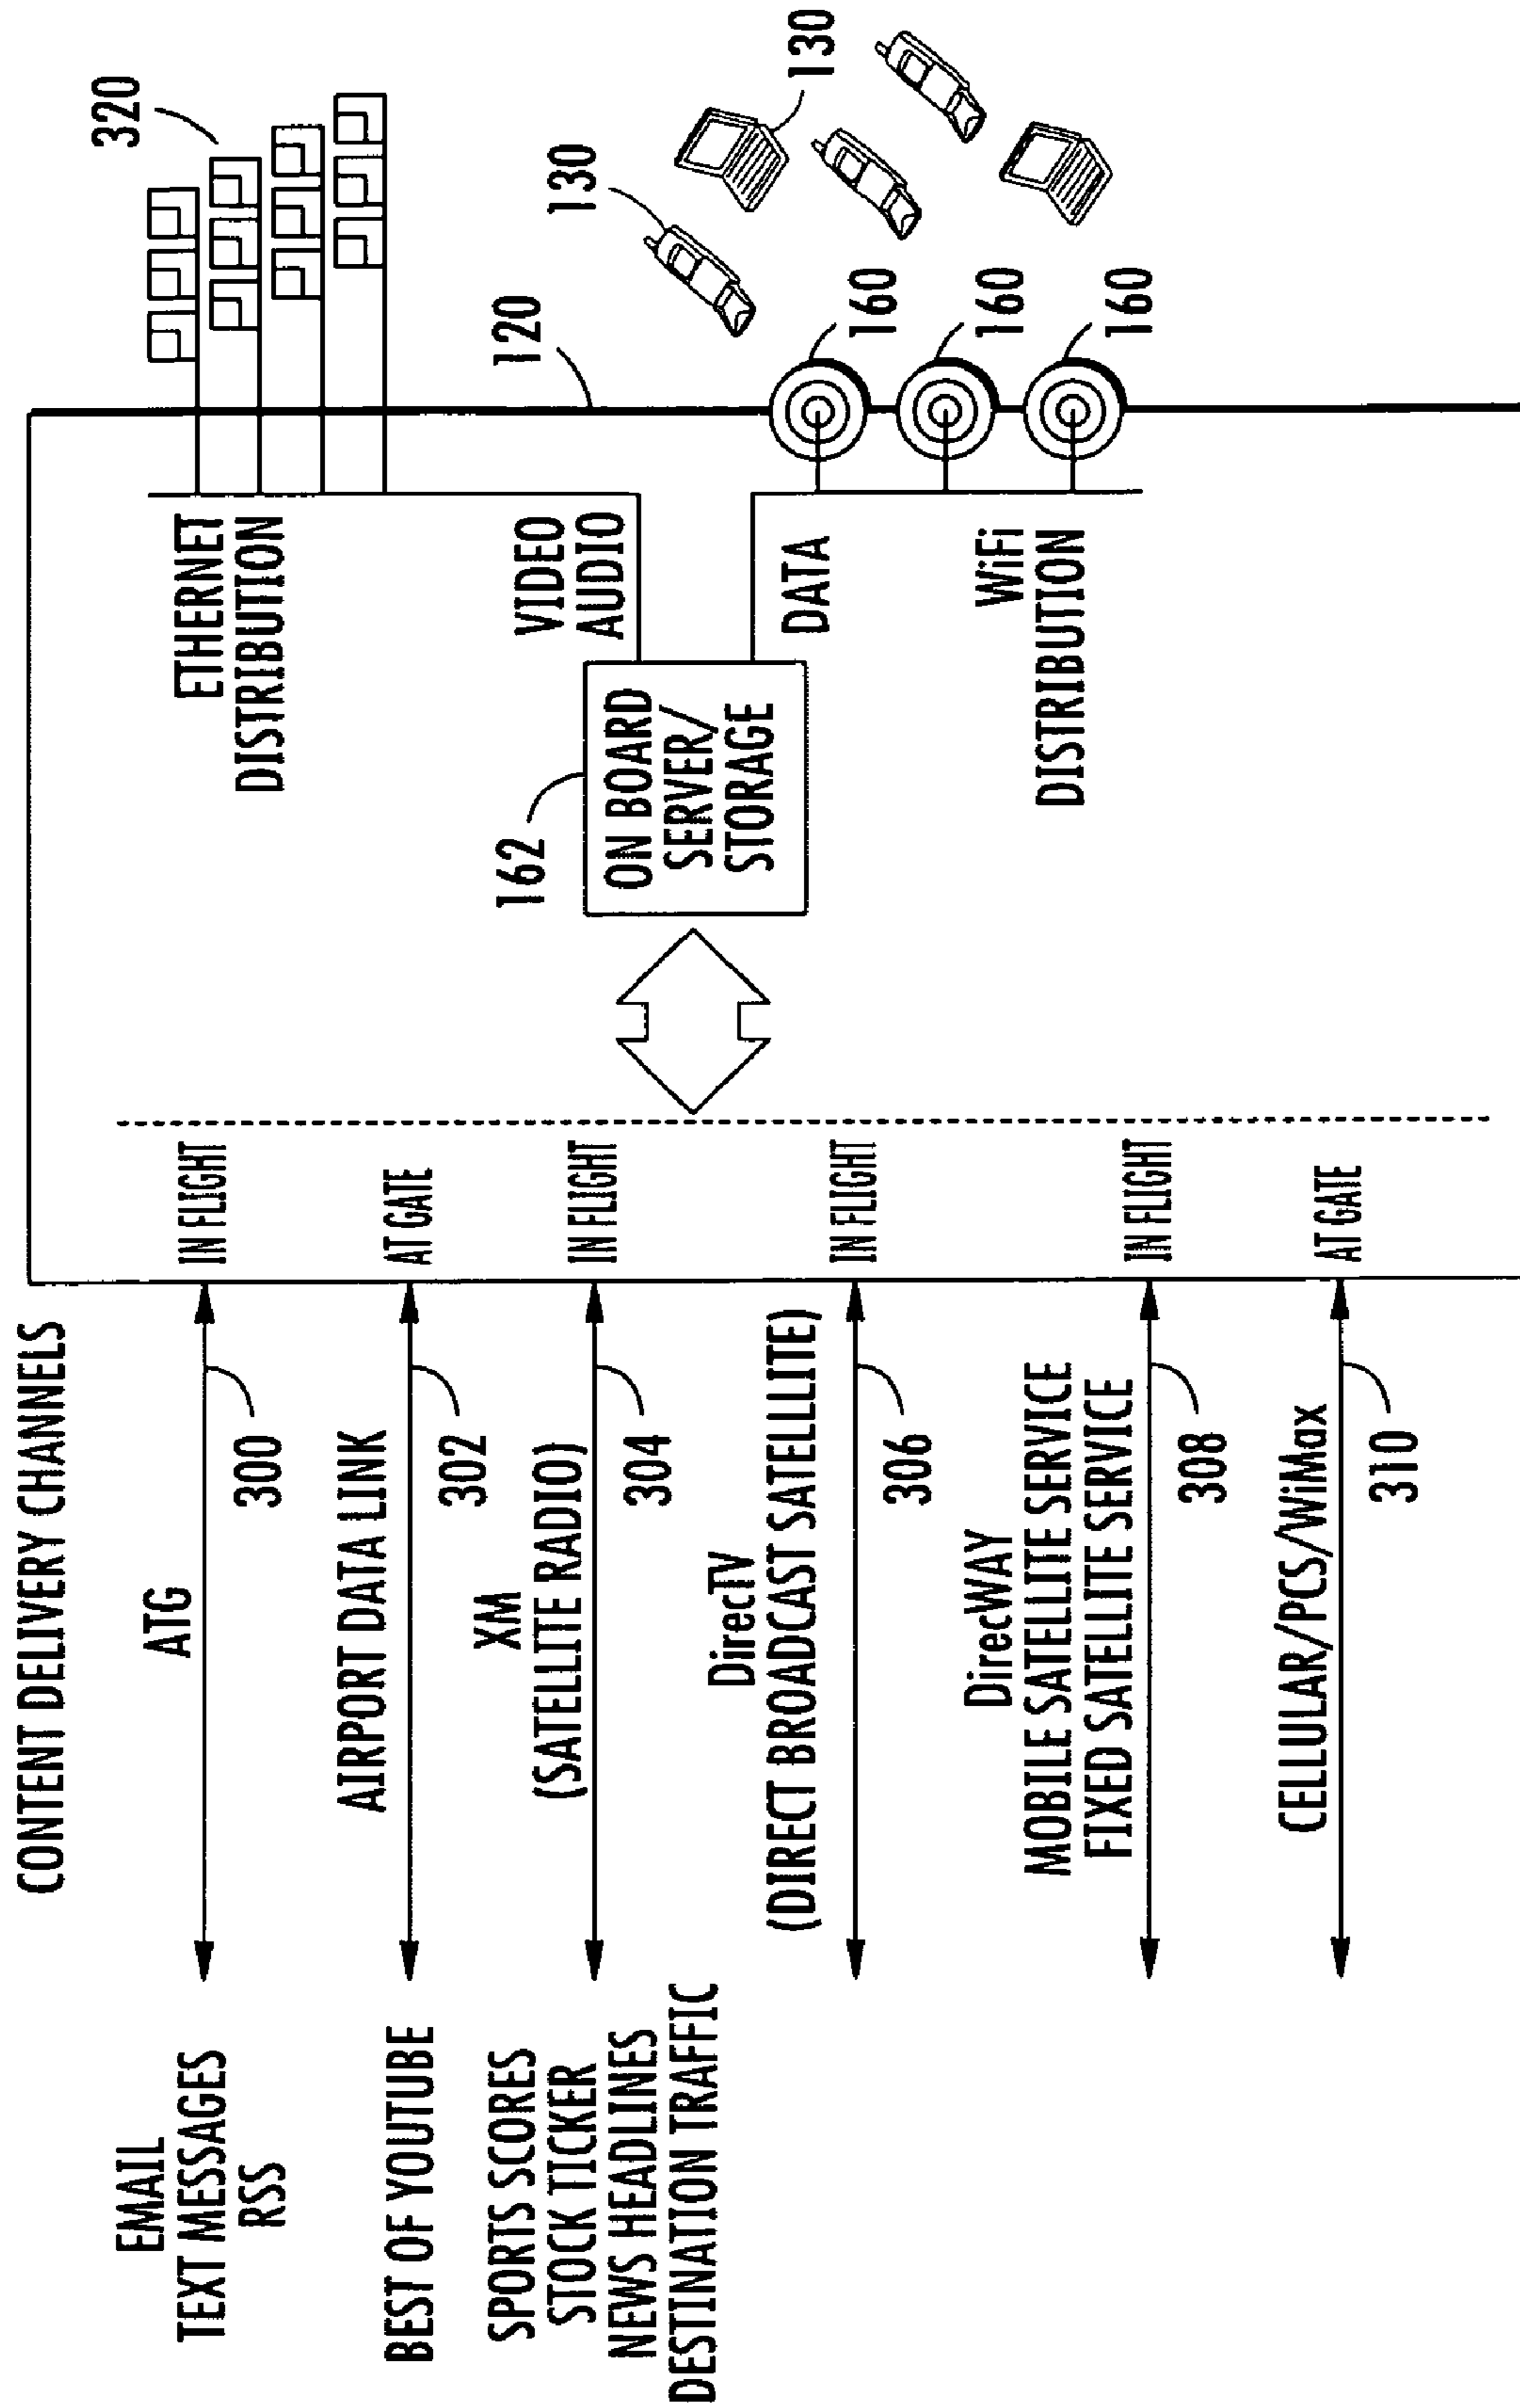 CONTENT DELIVERY CHANNELS
EMAIL
TEXT MESSAGES
RSS
ATG
300
IN FLIGHT
BEST OF YOUTUBE
AIRPORT DATA LINK
302
AT GATE
SPORTS SCORES
STOCK TICKER
NEWS HEADLINES
DESTINATION TRAFFIC
XM
(SATELLITE RADIO)
304
IN FLIGHT
DirecTV
(DIRECT BROADCAST SATELLLITE)
306
IN FLIGHT
DirecWAY
MOBILE SATELLITE SERVICE
FIXED SATELLITE SERVICE
308
IN FLIGHT
CELLULAR/PCS/WiMax
310
AT GATE
162
ON BOARD
SERVER/
STORAGE
ETHERNET
DISTRIBUTION
VIDEO
AUDIO
DATA
WiFi
DISTRIBUTION
320
120
130
130
160
160
160